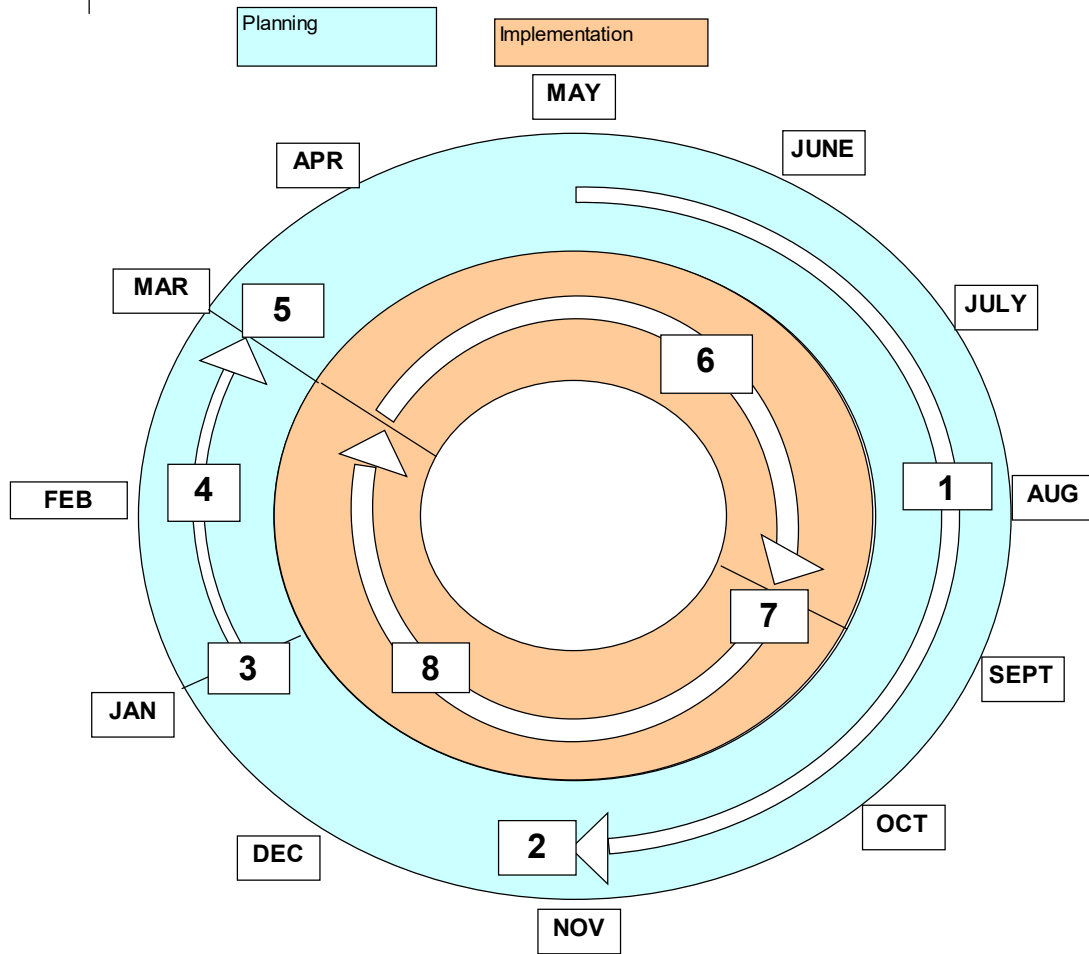 Planning
Implementation
MAY
JUNE
APR
MAR
5
JULY
6
4
1
FEB
AUG
7
3
8
SEPT
JAN
OCT
2
DEC
NOV